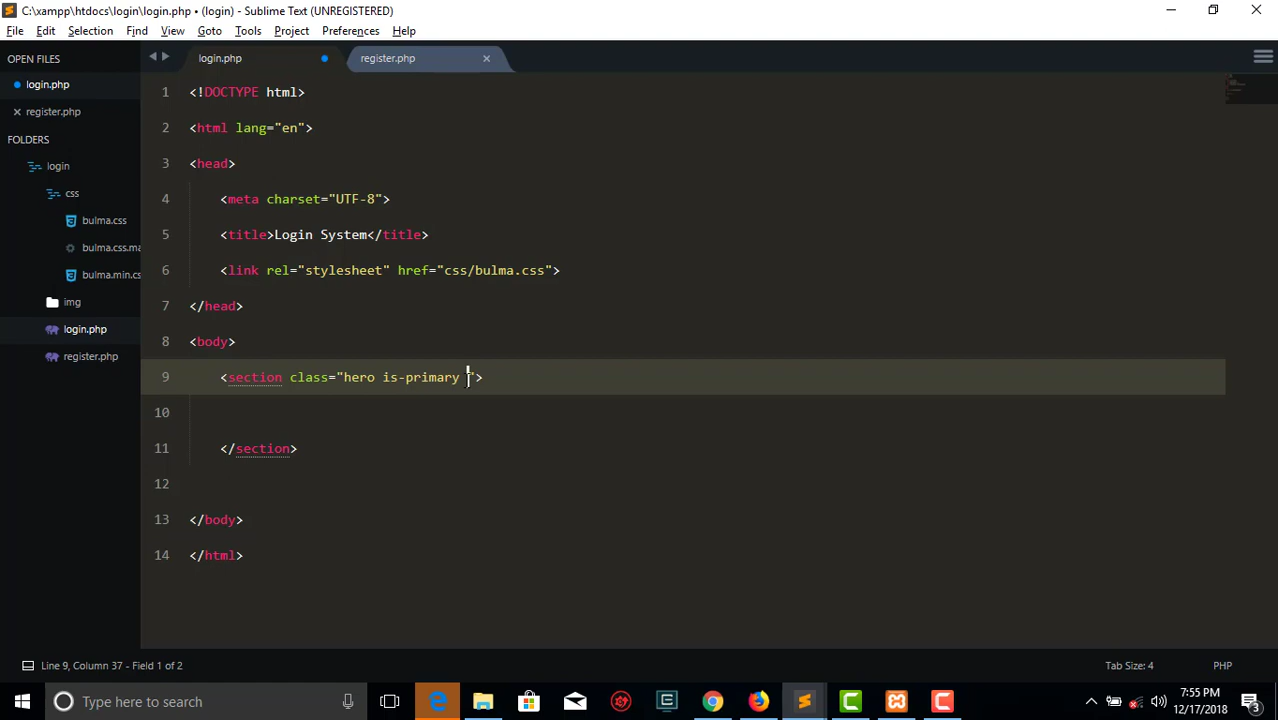 C:\xampp\htdocs\login\login.php • (login) - Sublime Text (UNREGISTERED)
File Edit Selection Find View Goto Tools Project Preferences Help
OPEN FILES
login.php
register.php
FOLDERS
login
css
bulma.css
bulma.css.ma
bulma.min.cs
img
login.php
register.php
login.php register.php
1 <!DOCTYPE html>
2 <html lang="en">
3 <head>
4 <meta charset="UTF-8">
5 <title>Login System</title>
6 <link rel="stylesheet" href="css/bulma.css">
7 </head>
8 <body>
9 <section class="hero is-primary ">
10
11 </section>
12
13 </body>
14 </html>
Line 9, Column 37 - Field 1 of 2 Tab Size: 4 PHP
Type here to search
7:55 PM
12/17/2018
3